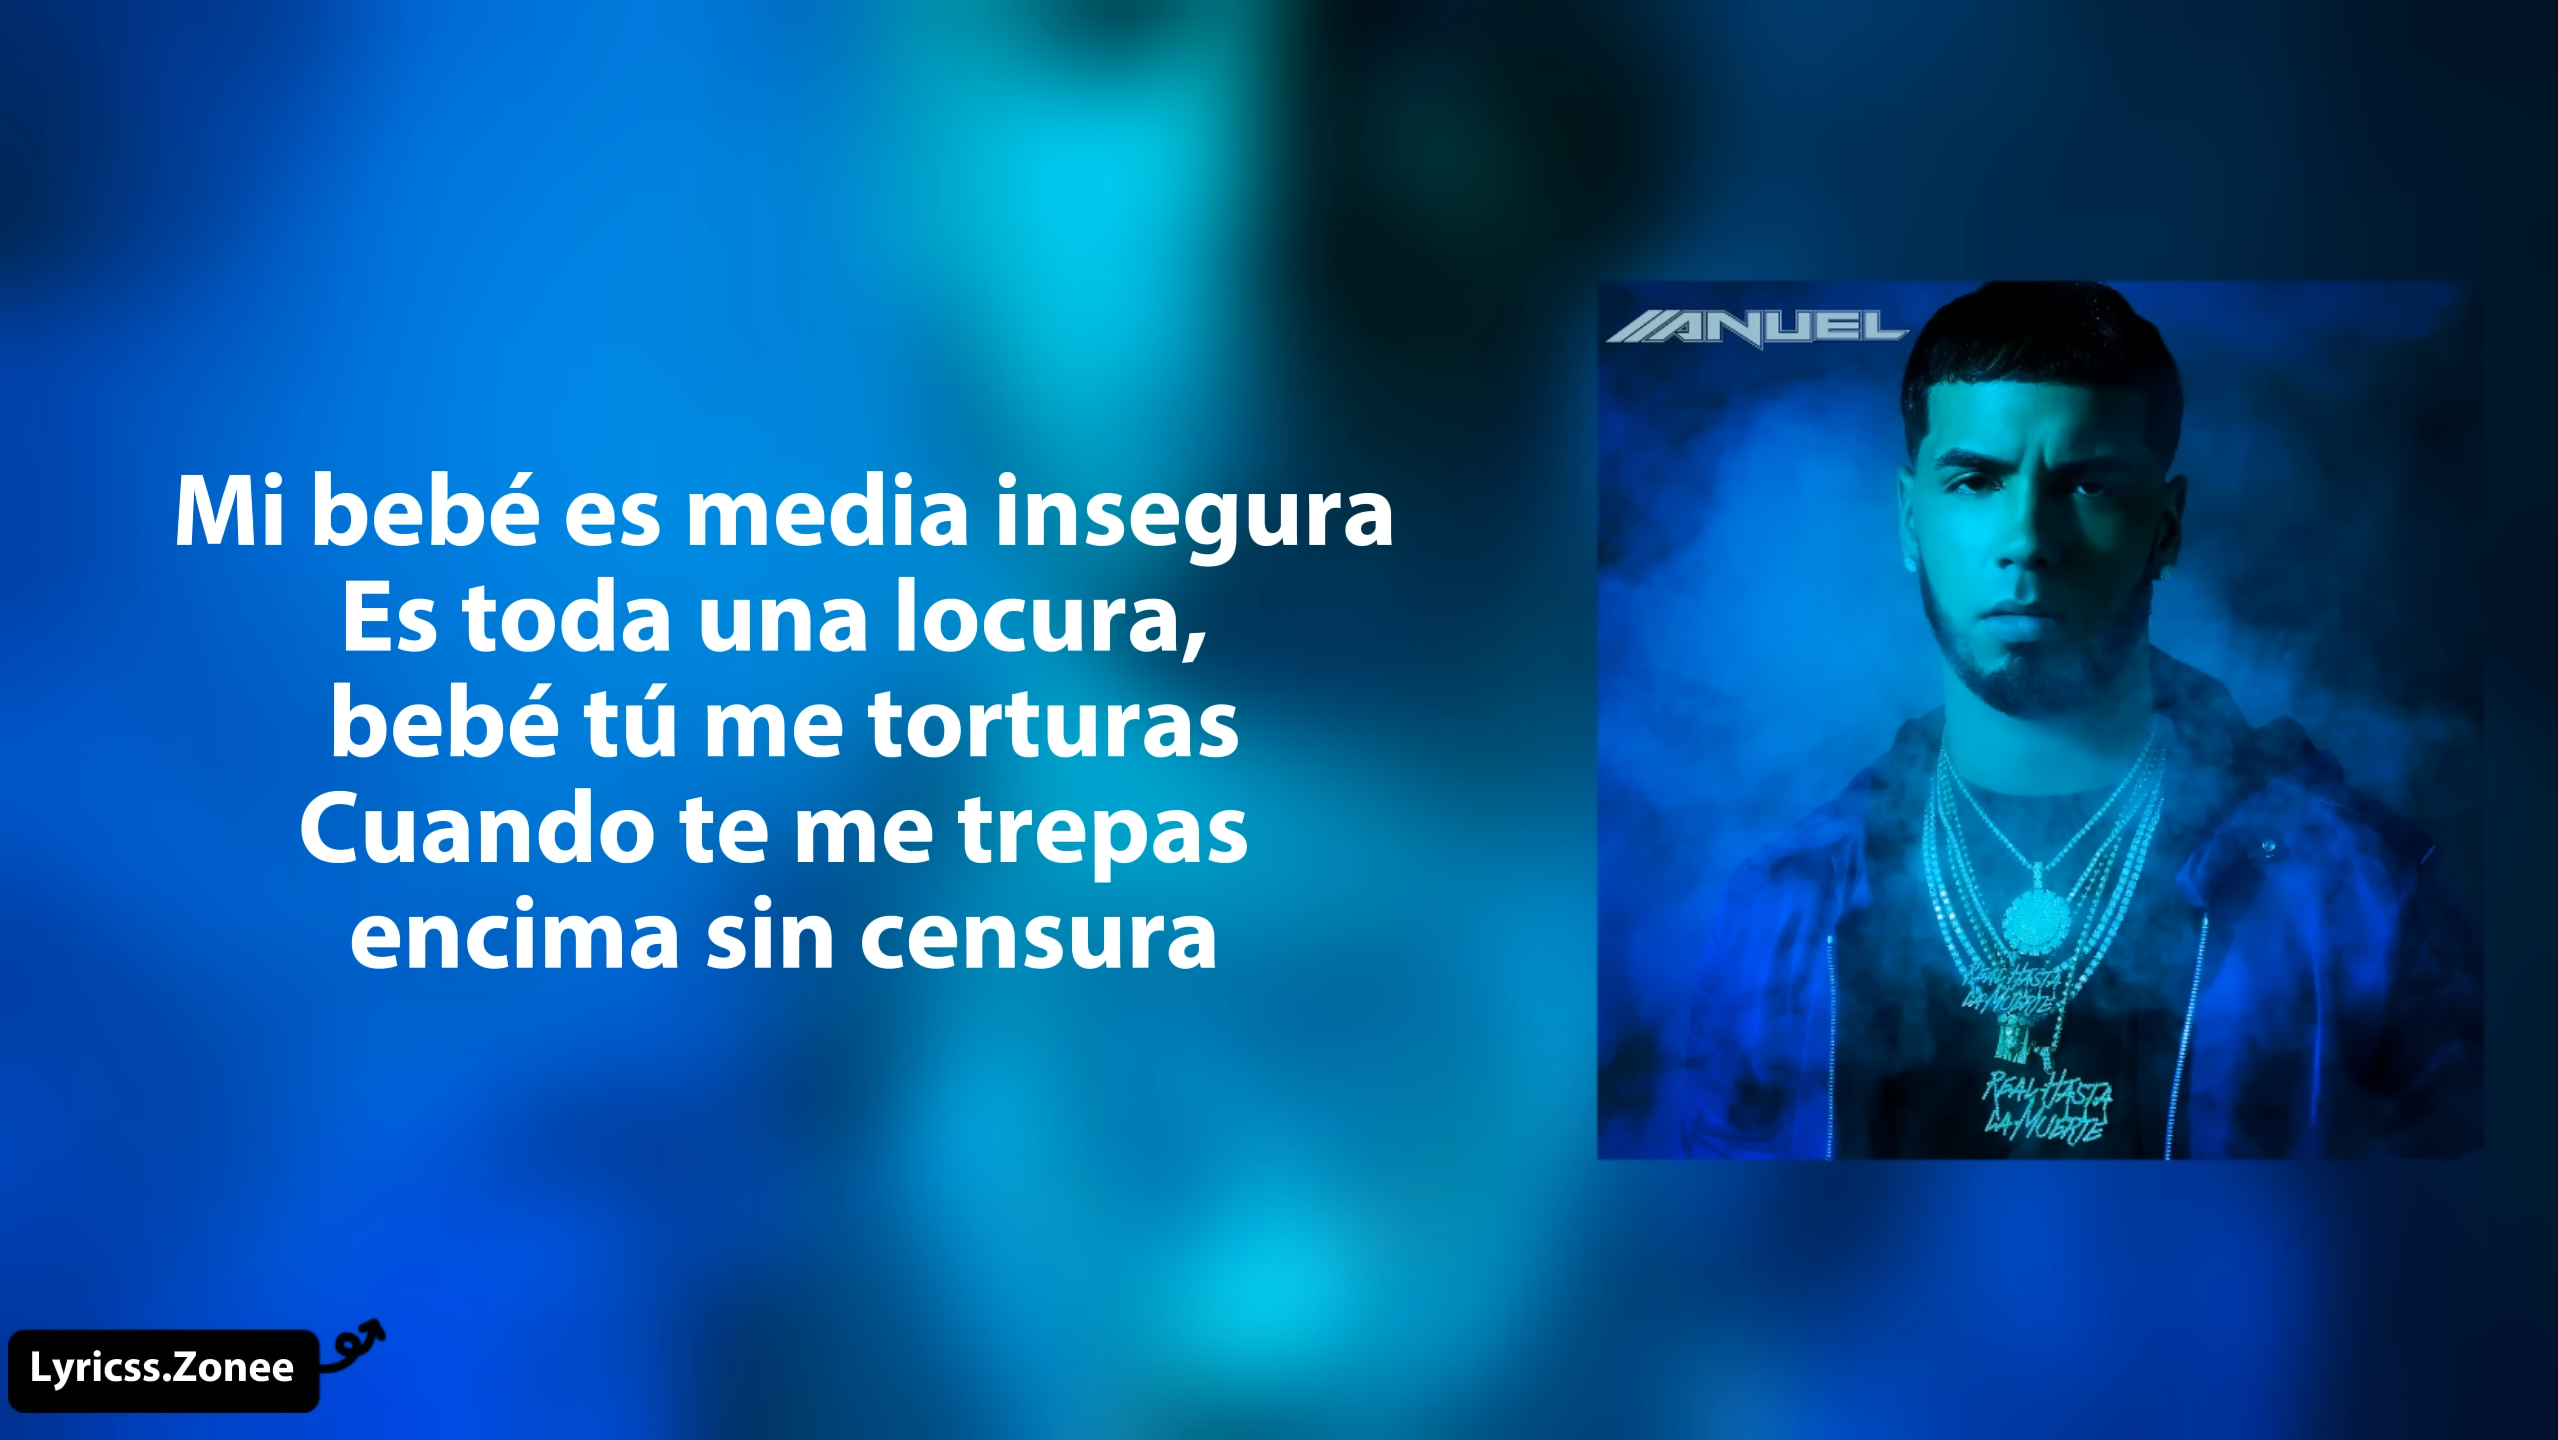 Mi bebé es media insegura
Es toda una locura,
bebé tú me torturas
Cuando te me trepas
encima sin censura
ANUEL
REAL HASTA
LA MUERTE
REAL HASTA
LA MUERTE
Lyricss.Zonee